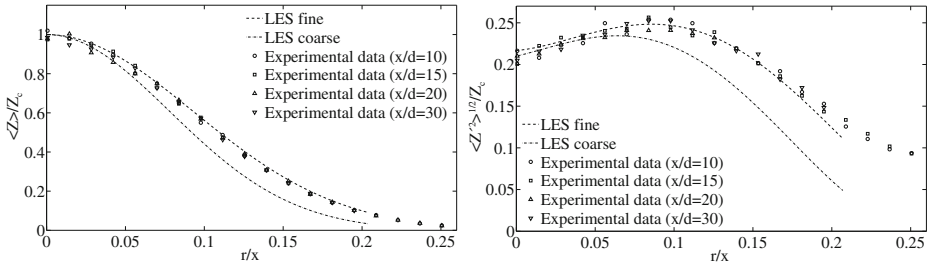 LES fine
LES coarse
Experimental data (x/d=10)
Experimental data (x/d=15)
Experimental data (x/d=20)
Experimental data (x/d=30)
<Z>/Z_c
1.2
1
0.8
0.6
0.4
0.2
0
0
0.05
0.1
0.15
0.2
0.25
r/x
<Z'^2>^1/2/Z_c
0.25
0.2
0.15
0.1
0.05
0
LES fine
LES coarse
Experimental data (x/d=10)
Experimental data (x/d=15)
Experimental data (x/d=20)
Experimental data (x/d=30)
0
0.05
0.1
0.15
0.2
0.25
r/x